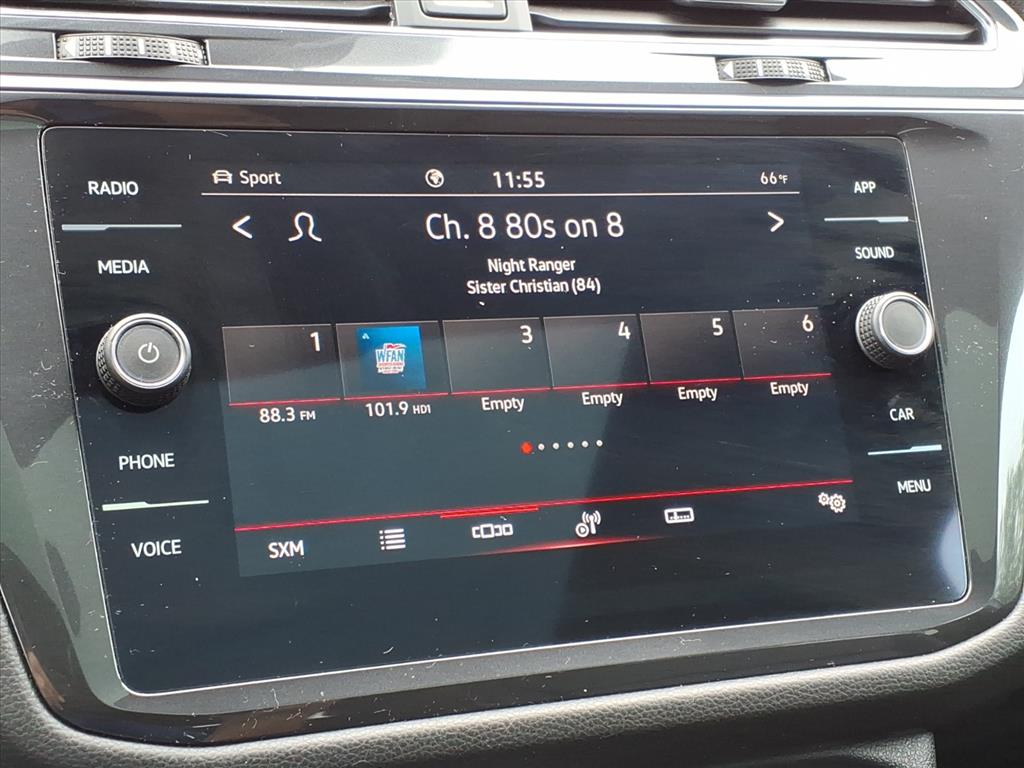 Sport 11:55 66°F
RADIO
APP
< Ch. 8 80s on 8 >
MEDIA
SOUND
Night Ranger
Sister Christian (84)
1 3 4 5 6
WFAN
88.3 FM 101.9 HD1 Empty Empty Empty Empty
CAR
PHONE
MENU
SXM
VOICE